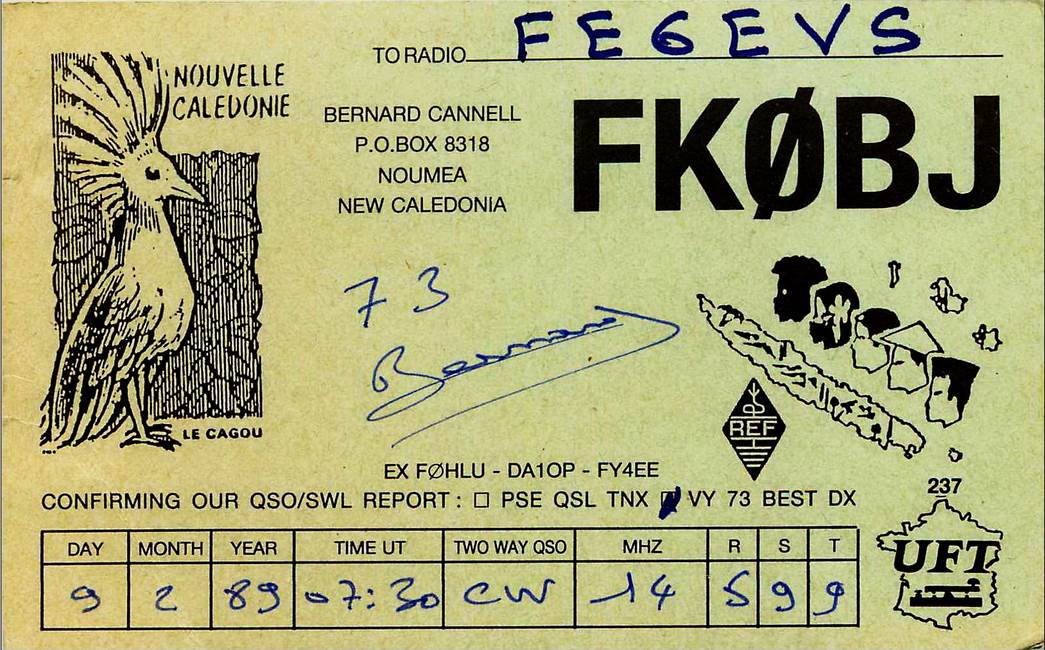 TO RADIO FE6EVS
NOUVELLE
CALEDONIE
BERNARD CANNELL
P.O.BOX 8318
NOUMEA
NEW CALEDONIA
FKØBJ
73
Bernard
LE CAGOU
REF
EX FØHLU - DA1OP - FY4EE
CONFIRMING OUR QSO/SWL REPORT : □ PSE QSL TNX □ VY 73 BEST DX
237
UFT
DAY MONTH YEAR TIME UT TWO WAY QSO MHZ R S T
9 2 89 07:30 CW 14 5 9 9